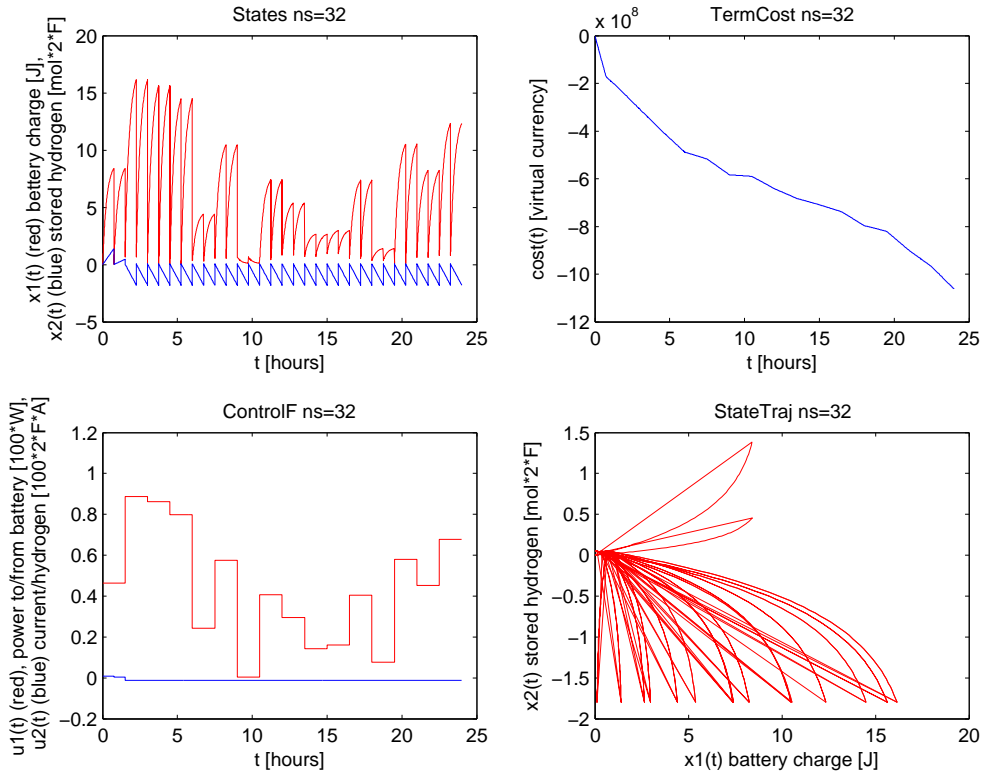 States ns=32
x1(t) (red) bettery charge [J],
x2(t) (blue) stored hydrogen [mol*2*F]
20
15
10
5
0
−5
0 5 10 15 20 25
t [hours]
x 10^8
TermCost ns=32
cost(t) [virtual currency]
0
−2
−4
−6
−8
−10
−12
0 5 10 15 20 25
t [hours]
ControlF ns=32
u1(t) (red), power to/from battery [100*W],
u2(t) (blue) current/hydrogen [100*2*F*A]
1.2
1
0.8
0.6
0.4
0.2
0
−0.2
0 5 10 15 20 25
t [hours]
StateTraj ns=32
x2(t) stored hydrogen [mol*2*F]
1.5
1
0.5
0
−0.5
−1
−1.5
−2
0 5 10 15 20
x1(t) battery charge [J]